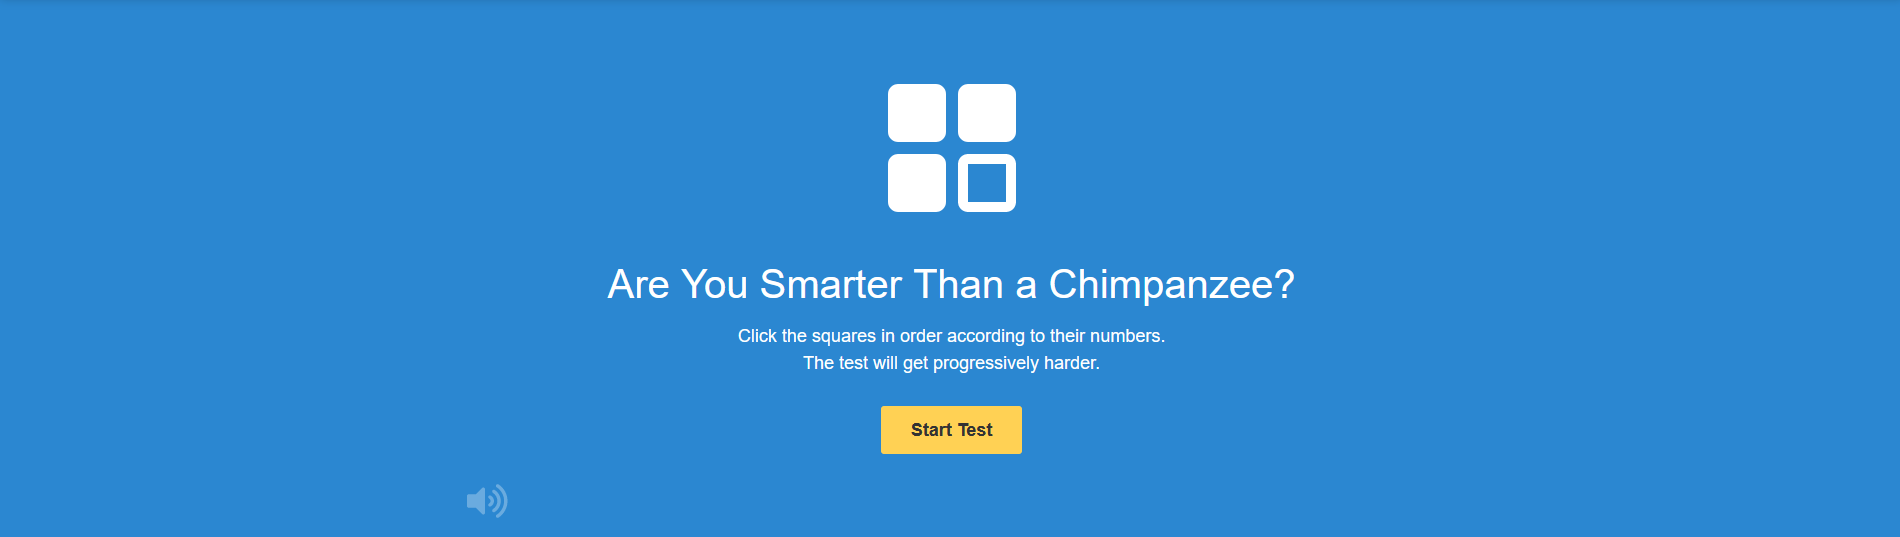 Are You Smarter Than a Chimpanzee?
Click the squares in order according to their numbers.
The test will get progressively harder.
Start Test